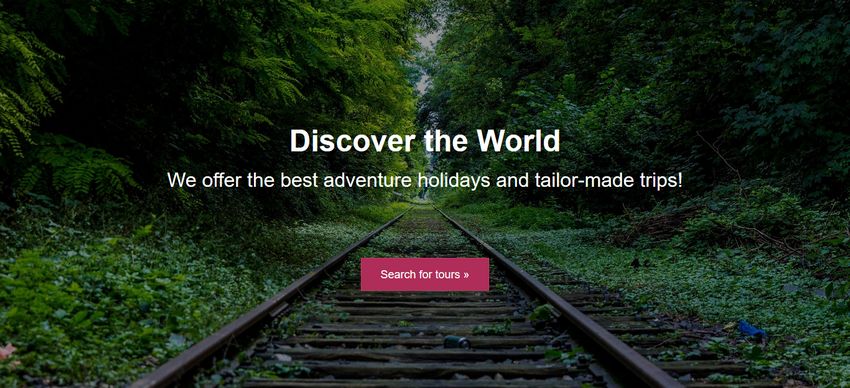 Discover the World
We offer the best adventure holidays and tailor-made trips!
Search for tours »